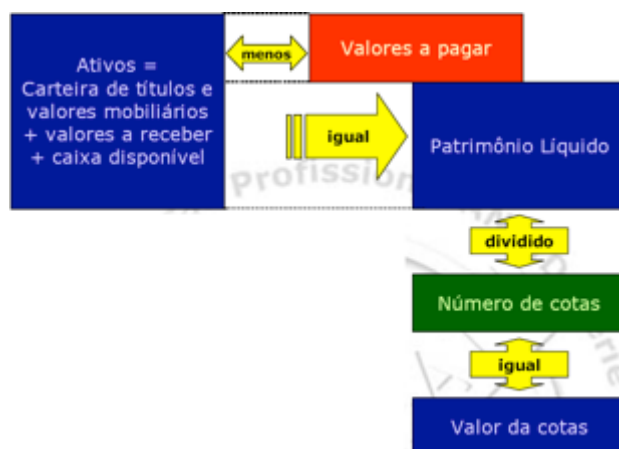 Ativos =
Carteira de títulos e
valores mobiliários
+ valores a receber
+ caixa disponível
menos
Valores a pagar
igual
Patrimônio Líquido
dividido
Número de cotas
igual
Valor da cotas